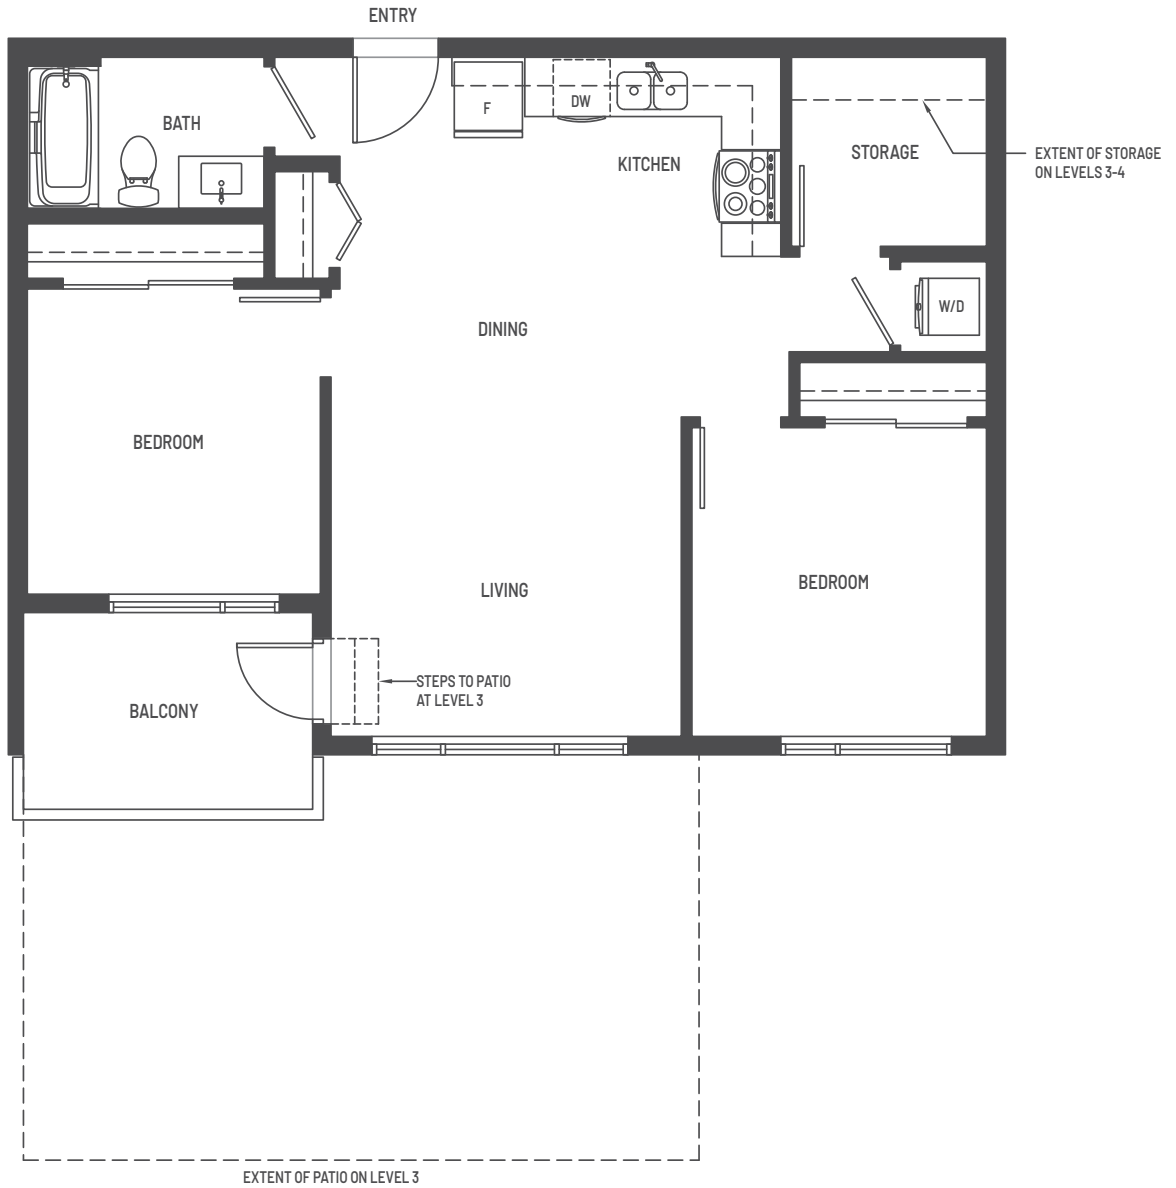 ENTRY
BATH
F
DW
KITCHEN
STORAGE
EXTENT OF STORAGE
ON LEVELS 3-4
W/D
DINING
BEDROOM
LIVING
BEDROOM
STEPS TO PATIO
AT LEVEL 3
BALCONY
EXTENT OF PATIO ON LEVEL 3